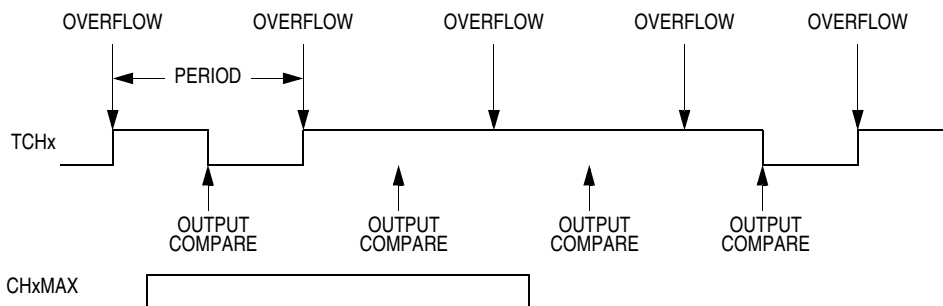 OVERFLOW OVERFLOW OVERFLOW OVERFLOW OVERFLOW
PERIOD
TCHx
OUTPUT COMPARE
OUTPUT COMPARE
OUTPUT COMPARE
OUTPUT COMPARE
CHxMAX